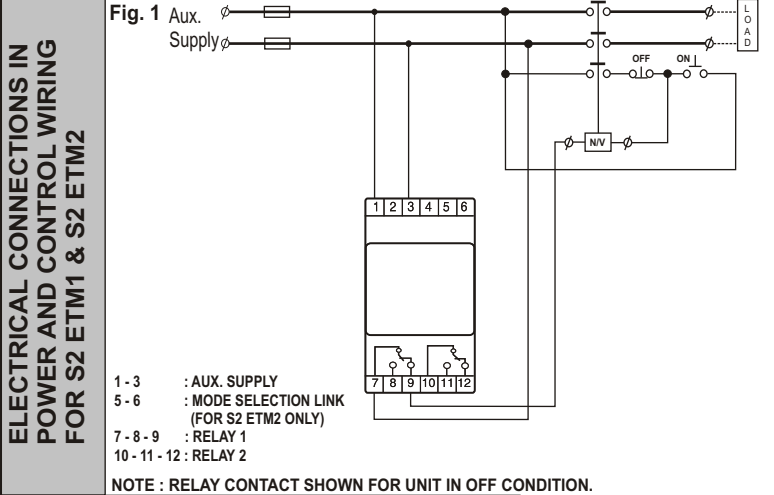 ELECTRICAL CONNECTIONS IN
POWER AND CONTROL WIRING
FOR S2 ETM1 & S2 ETM2
Fig. 1 Aux.
Supply
LOAD
OFF
ON
N/V
1 2 3 4 5 6
7 8 9 10 11 12
1 - 3 : AUX. SUPPLY
5 - 6 : MODE SELECTION LINK
(FOR S2 ETM2 ONLY)
7 - 8 - 9 : RELAY 1
10 - 11 - 12 : RELAY 2
NOTE : RELAY CONTACT SHOWN FOR UNIT IN OFF CONDITION.